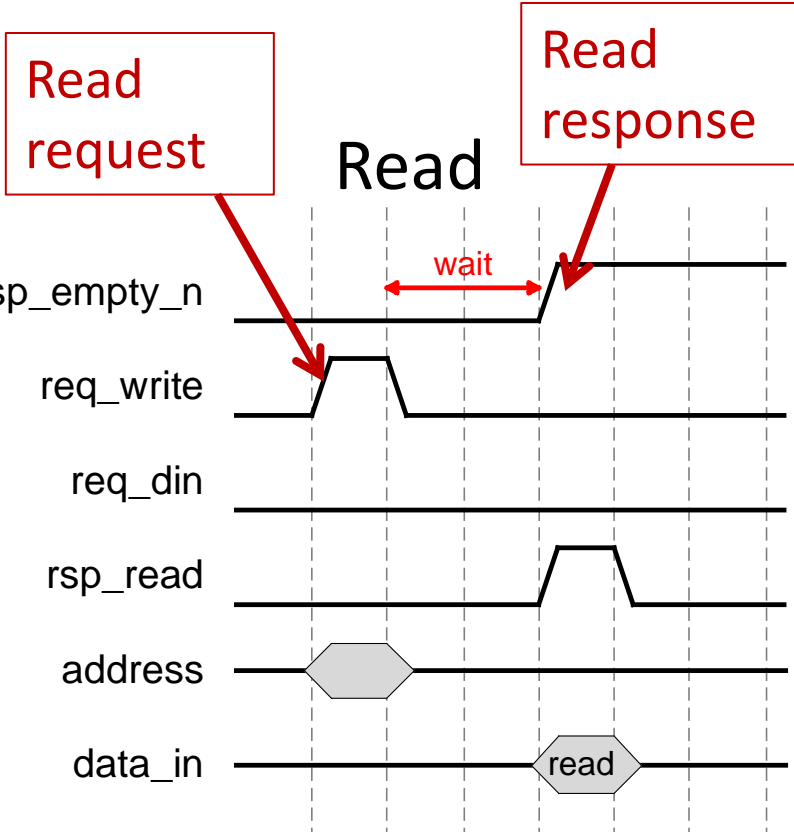 Read
request
Read
response
Read
wait
sp_empty_n
req_write
req_din
rsp_read
address
data_in
read